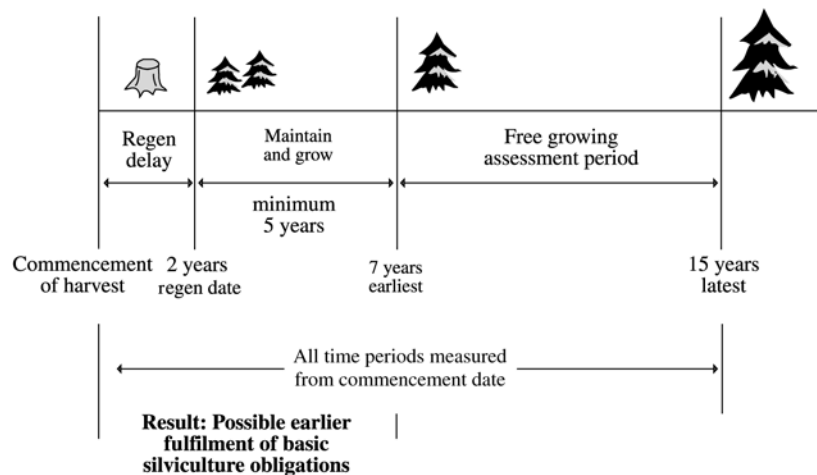 Regen
delay
Maintain
and grow
Free growing
assessment period
minimum
5 years
Commencement
of harvest
2 years
regen date
7 years
earliest
15 years
latest
All time periods measured
from commencement date
Result: Possible earlier
fulfilment of basic
silviculture obligations